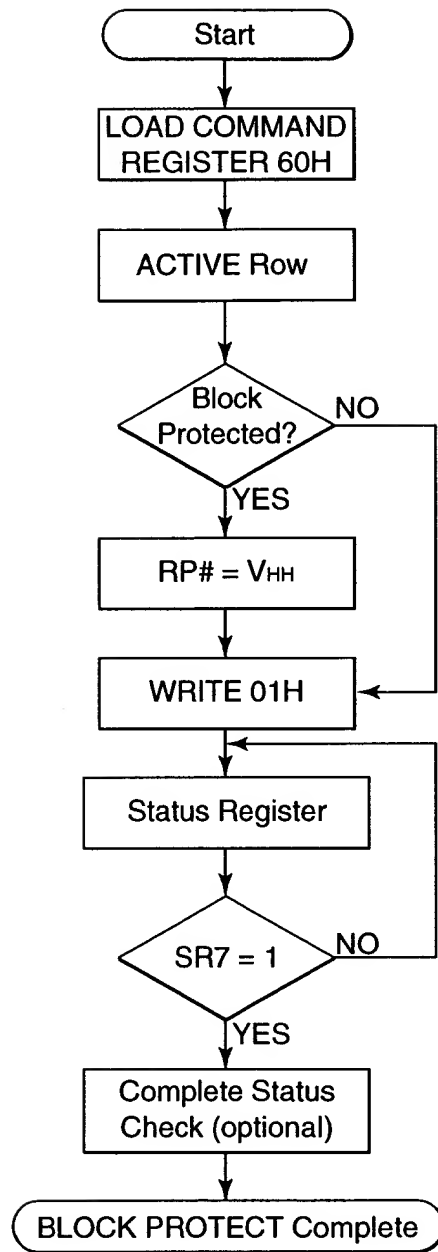 Start
LOAD COMMAND
REGISTER 60H
ACTIVE Row
Block
Protected?
NO
YES
RP# = VHH
WRITE 01H
Status Register
SR7 = 1
NO
YES
Complete Status
Check (optional)
BLOCK PROTECT Complete